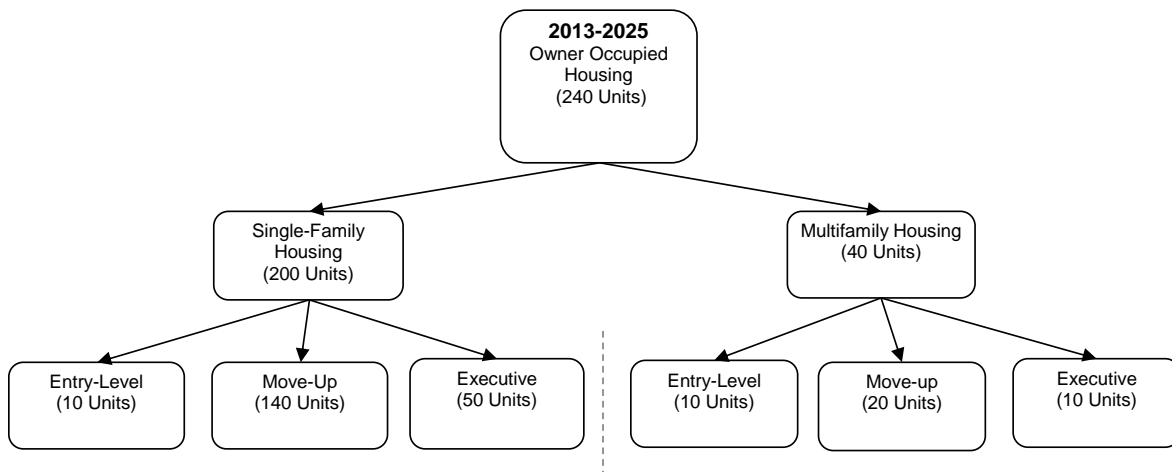 2013-2025
Owner Occupied
Housing
(240 Units)
Single-Family
Housing
(200 Units)
Multifamily Housing
(40 Units)
Entry-Level
(10 Units)
Move-Up
(140 Units)
Executive
(50 Units)
Entry-Level
(10 Units)
Move-up
(20 Units)
Executive
(10 Units)